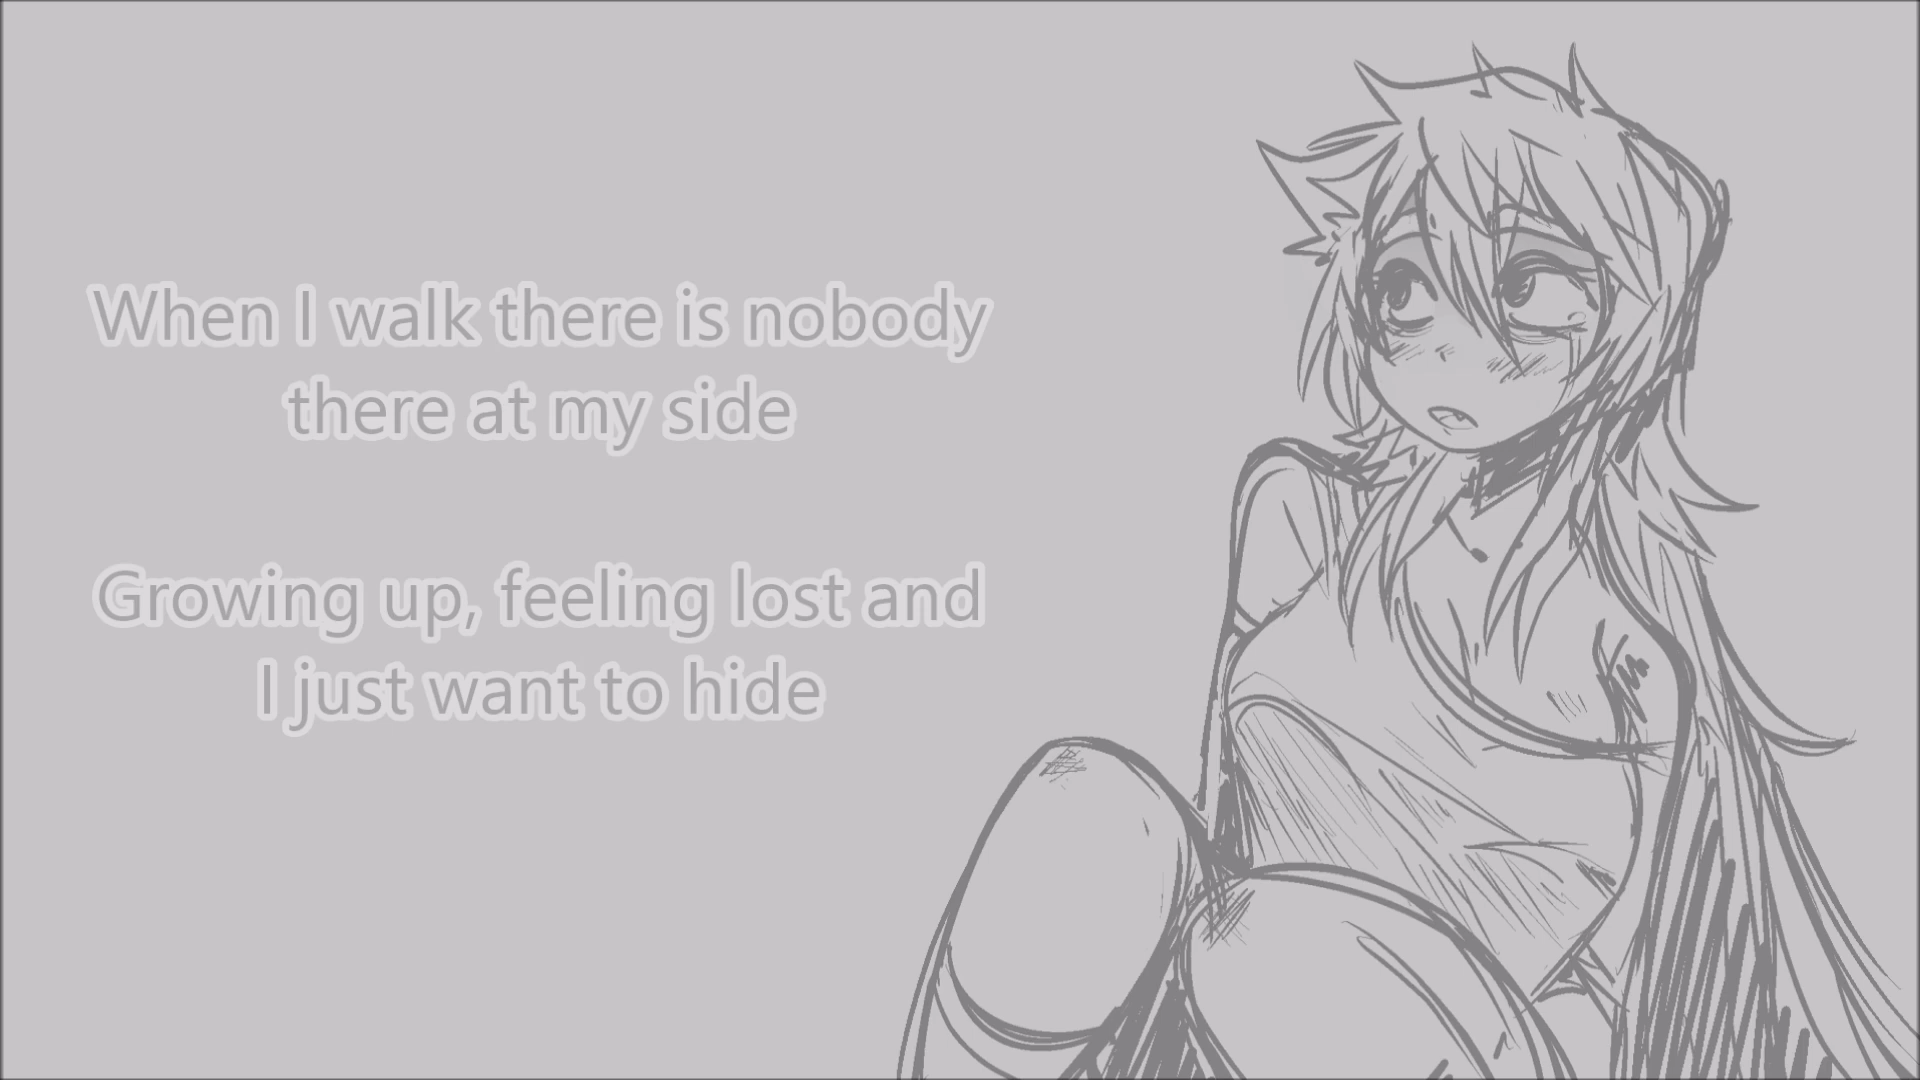 When I walk there is nobody
there at my side
Growing up, feeling lost and
I just want to hide